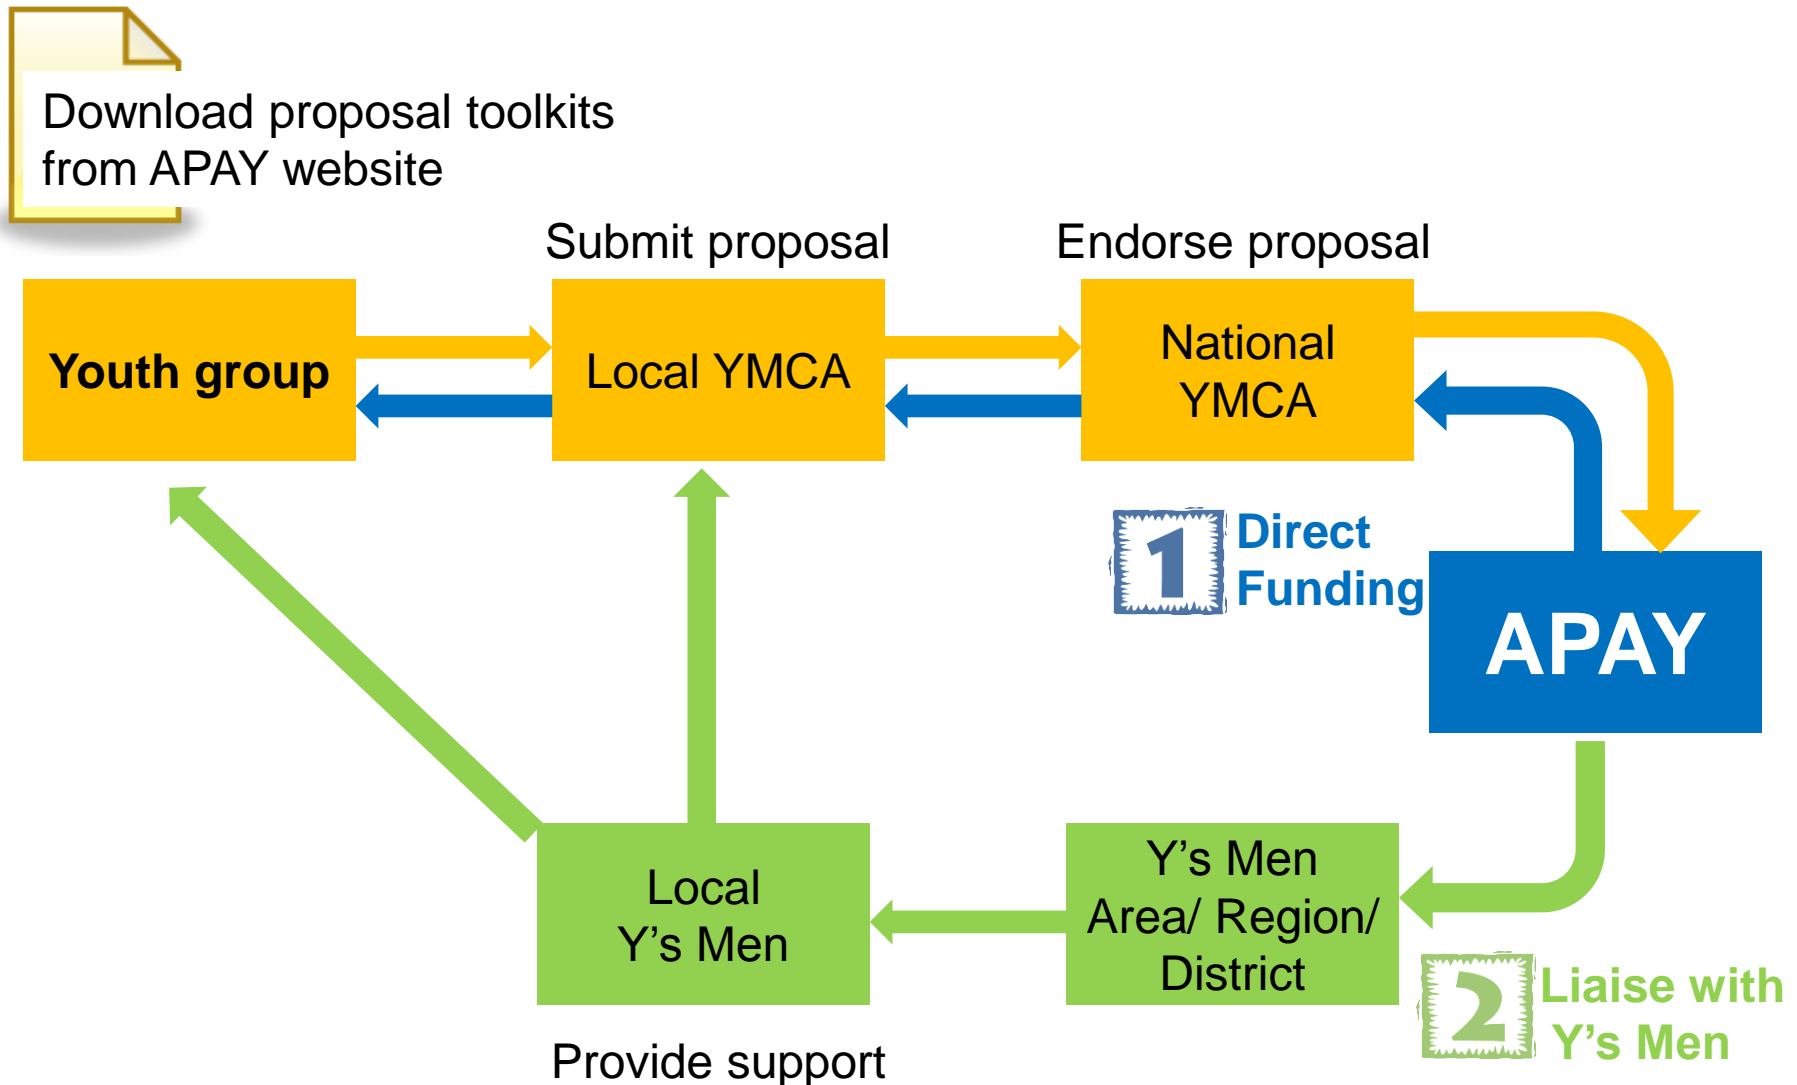 Download proposal toolkits
from APAY website
Submit proposal
Endorse proposal
Youth group
Local YMCA
National
YMCA
1
Direct
Funding
APAY
Local
Y’s Men
Y’s Men
Area/ Region/
District
2
Liaise with
Y’s Men
Provide support